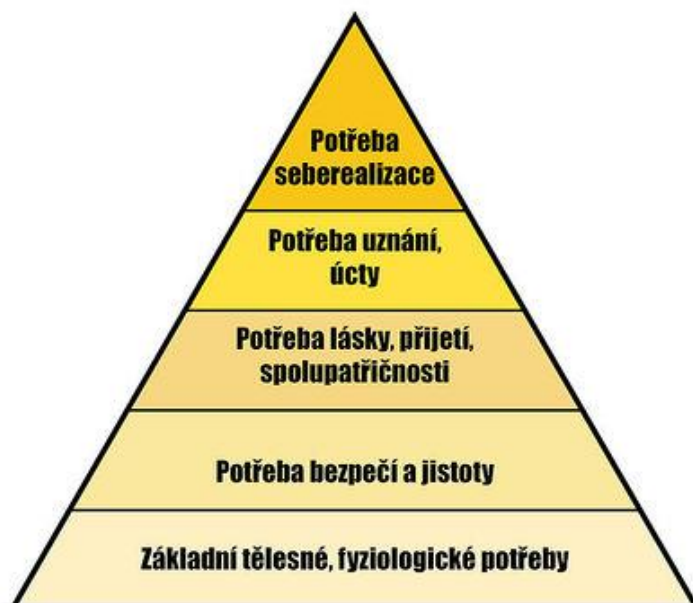 Potřeba
seberealizace
Potřeba uznání,
úcty
Potřeba lásky, přijetí,
spolupatřičnosti
Potřeba bezpečí a jistoty
Základní tělesné, fyziologické potřeby